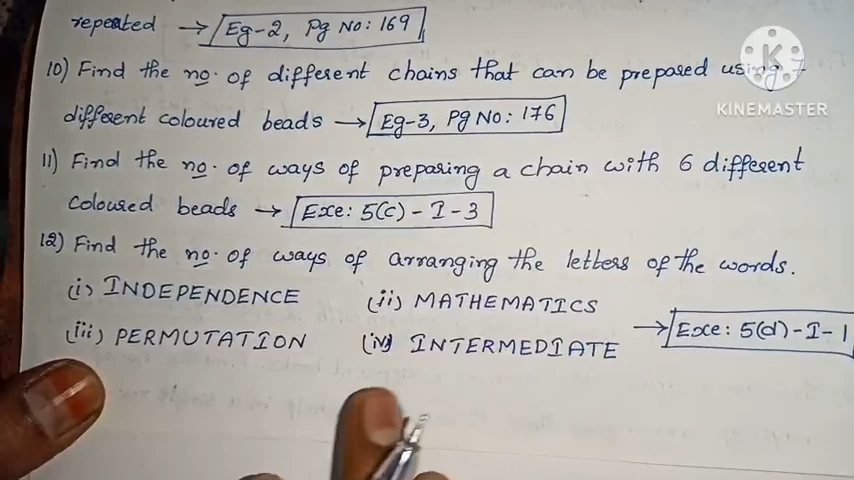 repeated → Eg-2, Pg No: 169
10) Find the no. of different chains that can be prepared using 7
different coloured beads → Eg-3, Pg No: 176
11) Find the no. of ways of preparing a chain with 6 different
coloured beads → Exe: 5(c) - I - 3
12) Find the no. of ways of arranging the letters of the words.
(i) INDEPENDENCE (ii) MATHEMATICS
(iii) PERMUTATION (iv) INTERMEDIATE → Exe: 5(d) - I - 1
K
KINEMASTER